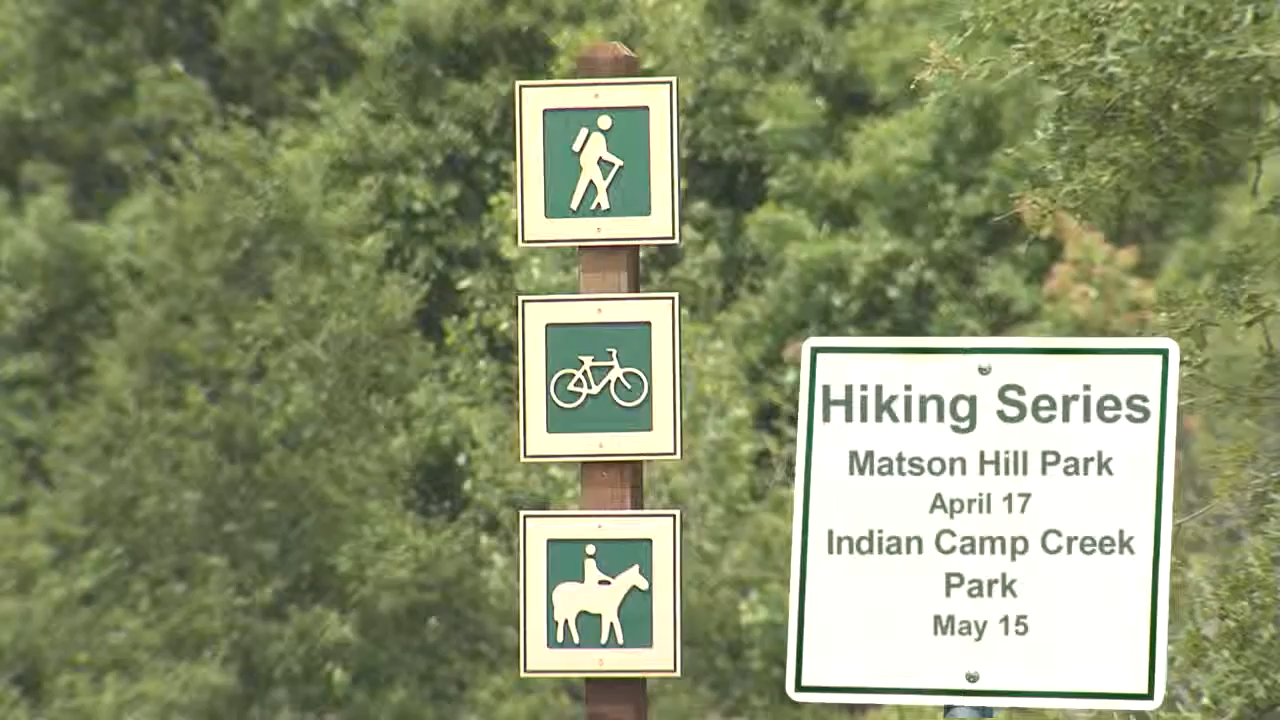 Hiking Series
Matson Hill Park
April 17
Indian Camp Creek
Park
May 15